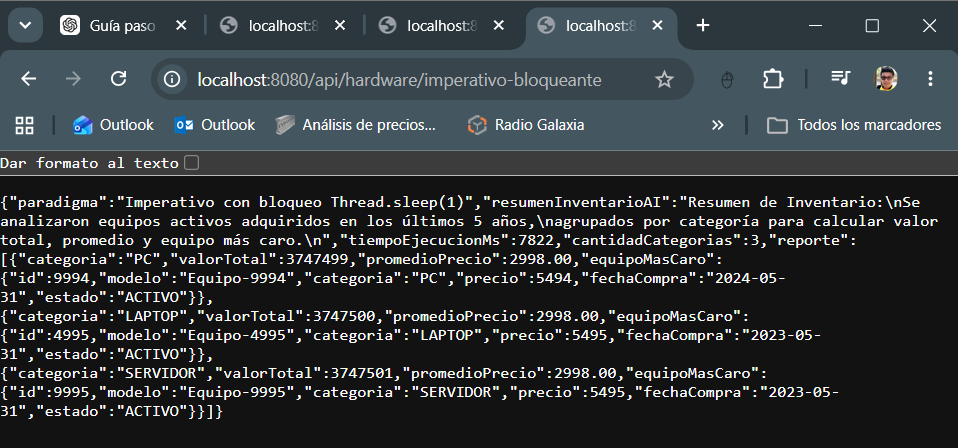 Guía paso
localhost:8
localhost:8
localhost:8
localhost:8080/api/hardware/imperativo-bloqueante
Outlook
Outlook
Análisis de precios...
Radio Galaxia
Todos los marcadores
Dar formato al texto
{"paradigma":"Imperativo con bloqueo Thread.sleep(1)","resumenInventarioAI":"Resumen de Inventario:\nSe
analizaron equipos activos adquiridos en los últimos 5 años,\nagrupados por categoría para calcular valor
total, promedio y equipo más caro.\n","tiempoEjecucionMs":7822,"cantidadCategorias":3,"reporte":
[{"categoria":"PC","valorTotal":3747499,"promedioPrecio":2998.00,"equipoMasCaro":
{"id":9994,"modelo":"Equipo-9994","categoria":"PC","precio":5494,"fechaCompra":"2024-05-
31","estado":"ACTIVO"}},
{"categoria":"LAPTOP","valorTotal":3747500,"promedioPrecio":2998.00,"equipoMasCaro":
{"id":4995,"modelo":"Equipo-4995","categoria":"LAPTOP","precio":5495,"fechaCompra":"2023-05-
31","estado":"ACTIVO"}},
{"categoria":"SERVIDOR","valorTotal":3747501,"promedioPrecio":2998.00,"equipoMasCaro":
{"id":9995,"modelo":"Equipo-9995","categoria":"SERVIDOR","precio":5495,"fechaCompra":"2023-05-
31","estado":"ACTIVO"}}]}